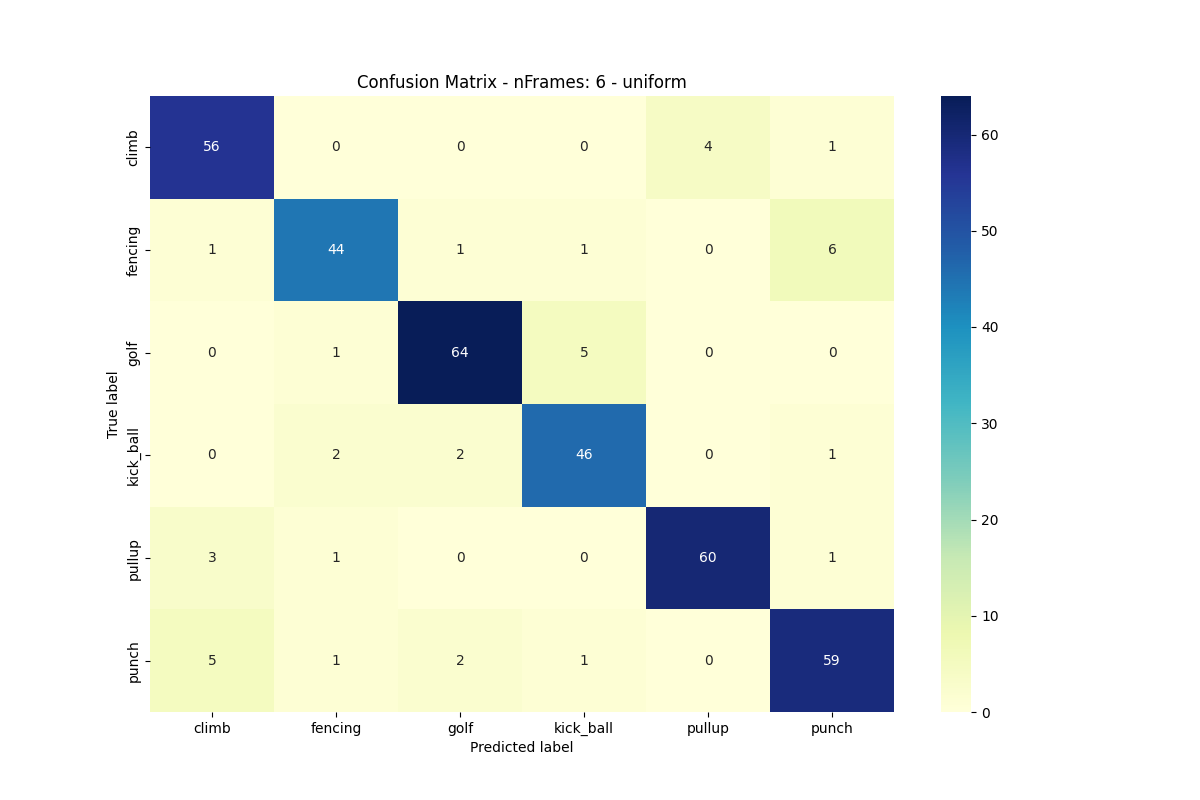 Confusion Matrix - nFrames: 6 - uniform
True label
climb 56 0 0 0 4 1
fencing 1 44 1 1 0 6
golf 0 1 64 5 0 0
kick_ball 0 2 2 46 0 1
pullup 3 1 0 0 60 1
punch 5 1 2 1 0 59
climb fencing golf kick_ball pullup punch
Predicted label
60
50
40
30
20
10
0